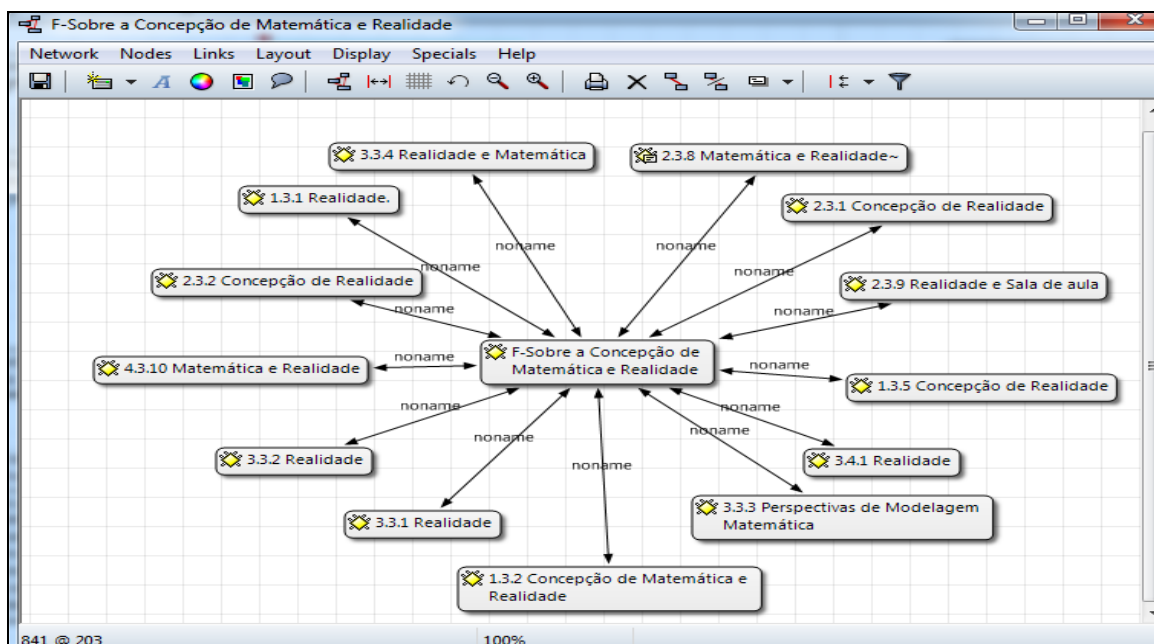 F-Sobre a Concepção de Matemática e Realidade
Network Nodes Links Layout Display Specials Help
3.3.4 Realidade e Matemática
2.3.8 Matemática e Realidade~
1.3.1 Realidade.
2.3.1 Concepção de Realidade
noname
noname
noname
noname
2.3.2 Concepção de Realidade
2.3.9 Realidade e Sala de aula
noname
noname
F-Sobre a Concepção de
Matemática e Realidade
noname
noname
4.3.10 Matemática e Realidade
1.3.5 Concepção de Realidade
noname
noname
noname
noname
noname
3.3.2 Realidade
3.4.1 Realidade
3.3.3 Perspectivas de Modelagem
Matemática
3.3.1 Realidade
1.3.2 Concepção de Matemática e
Realidade
841 @ 203
100%